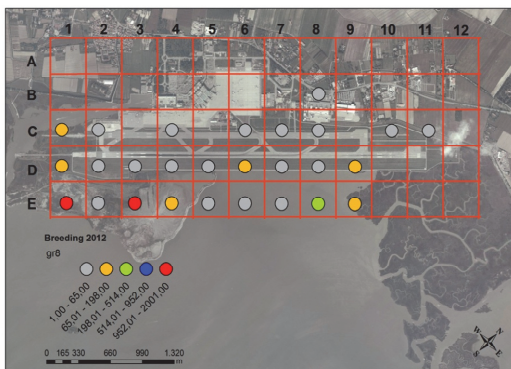 1 2 3 4 5 6 7 8 9 10 11 12
A
B
C
D
E
Breeding 2012
gr8
1,00 - 65,00
65,01 - 198,00
198,01 - 514,00
514,01 - 952,00
952,01 - 2001,00
0 165 330 660 990 1.320
m
N
W
E
S